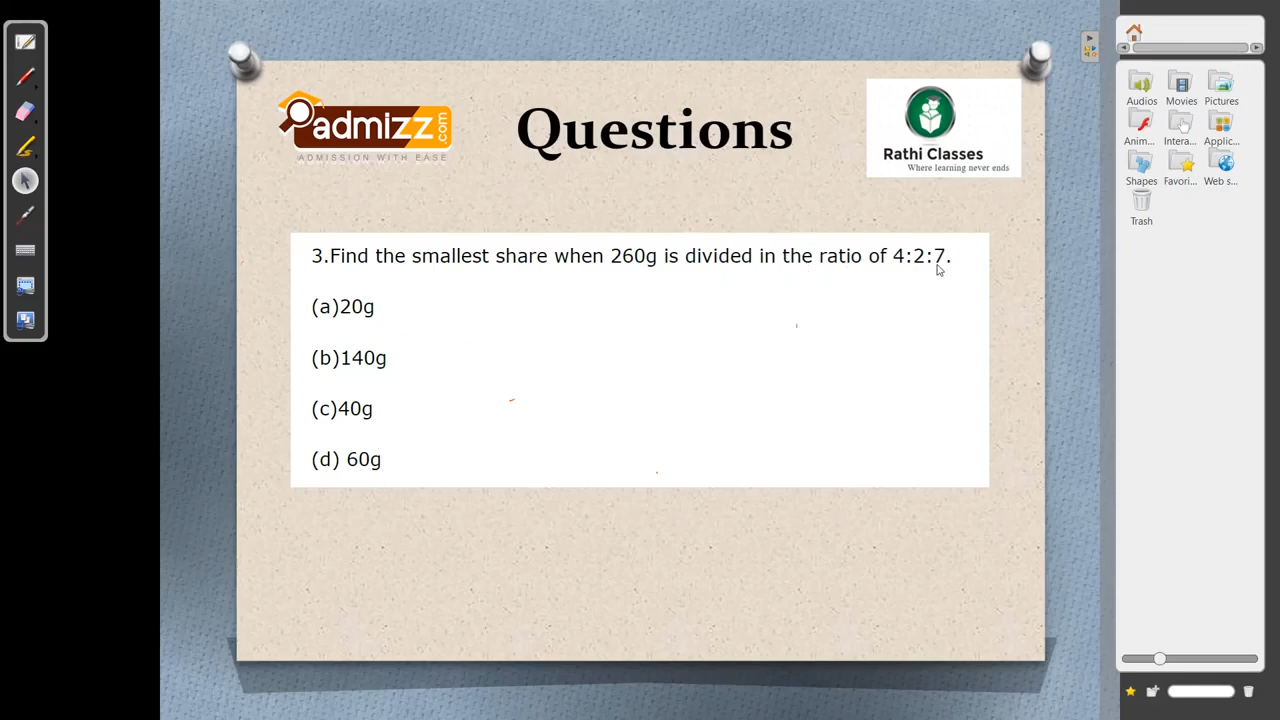 admizz.com
ADMISSION WITH EASE
Questions
Rathi Classes
Where learning never ends
3.Find the smallest share when 260g is divided in the ratio of 4:2:7.
(a)20g
(b)140g
(c)40g
(d) 60g
Audios Movies Pictures
Anim... Intera... Applic...
Shapes Favori... Web s...
Trash